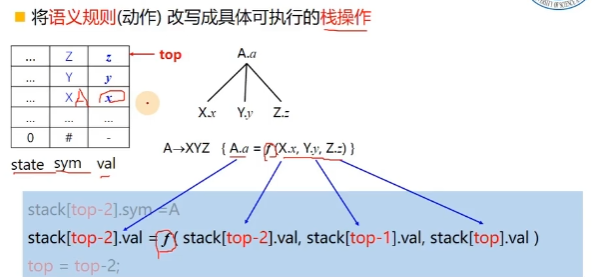 将语义规则(动作) 改写成具体可执行的栈操作
... Z z top
... Y y
... X A x
... ... ...
0 # -
state sym val
A.a
X.x Y.y Z.z
A→XYZ { A.a = f(X.x, Y.y, Z.z) }
stack[top-2].sym =A
stack[top-2].val = f( stack[top-2].val, stack[top-1].val, stack[top].val )
top = top-2;